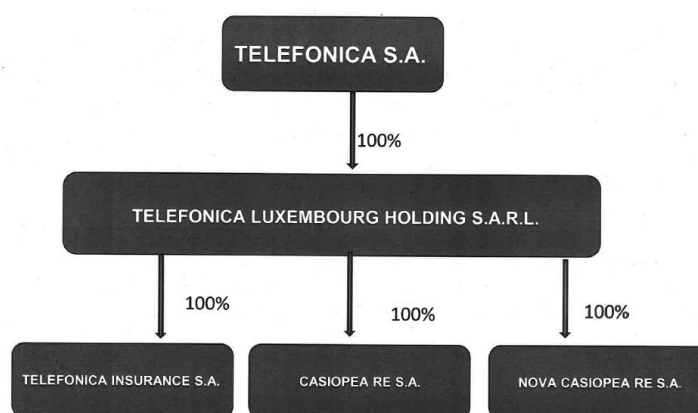 TELEFONICA S.A.
100%
TELEFONICA LUXEMBOURG HOLDING S.A.R.L.
100%
100%
100%
TELEFONICA INSURANCE S.A.
CASIOPEA RE S.A.
NOVA CASIOPEA RE S.A.